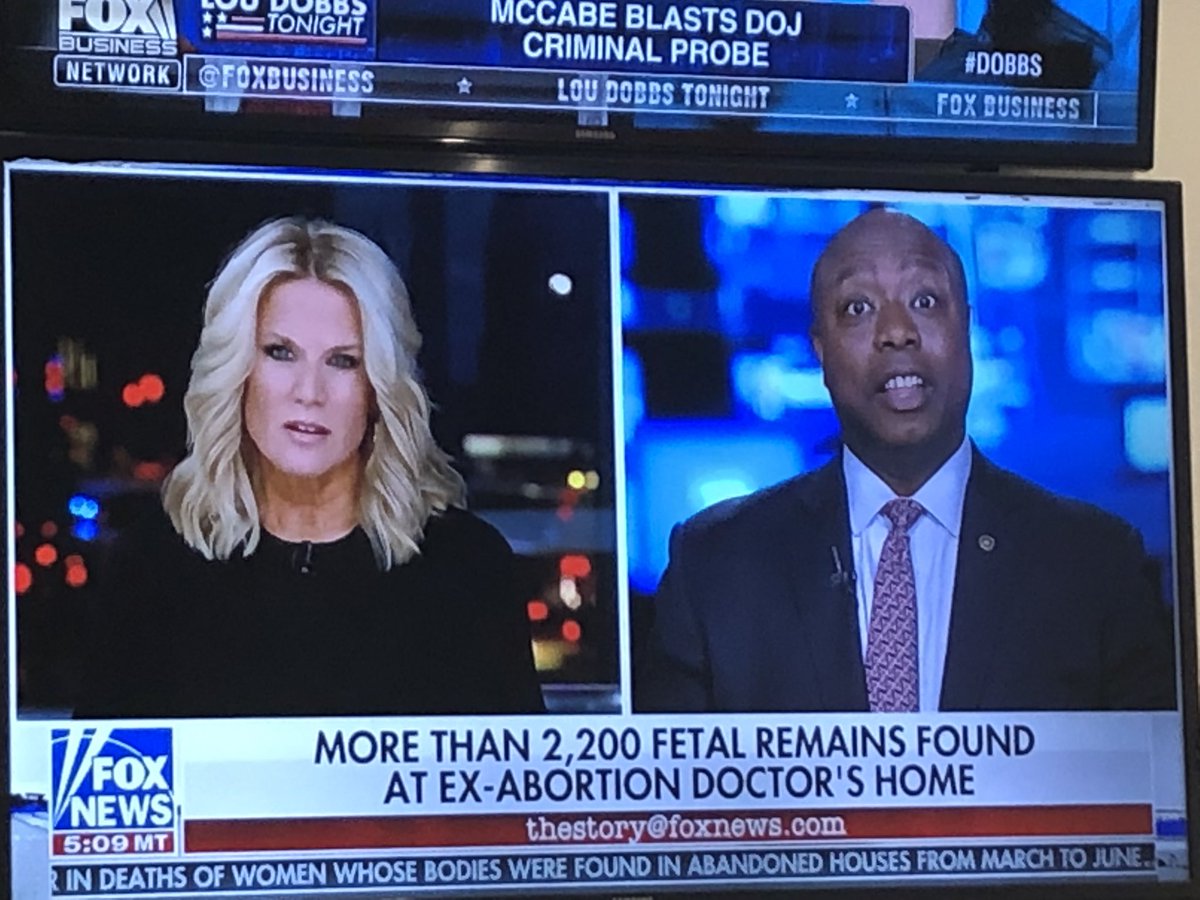 FOX
BUSINESS
NETWORK
LOU DOBBS
TONIGHT
MCCABE BLASTS DOJ
CRIMINAL PROBE
#DOBBS
@FOXBUSINESS
LOU DOBBS TONIGHT
FOX BUSINESS
SAMSUNG
MORE THAN 2,200 FETAL REMAINS FOUND
AT EX-ABORTION DOCTOR'S HOME
FOX
NEWS
5:09 MT
thestory@foxnews.com
R IN DEATHS OF WOMEN WHOSE BODIES WERE FOUND IN ABANDONED HOUSES FROM MARCH TO JUNE...